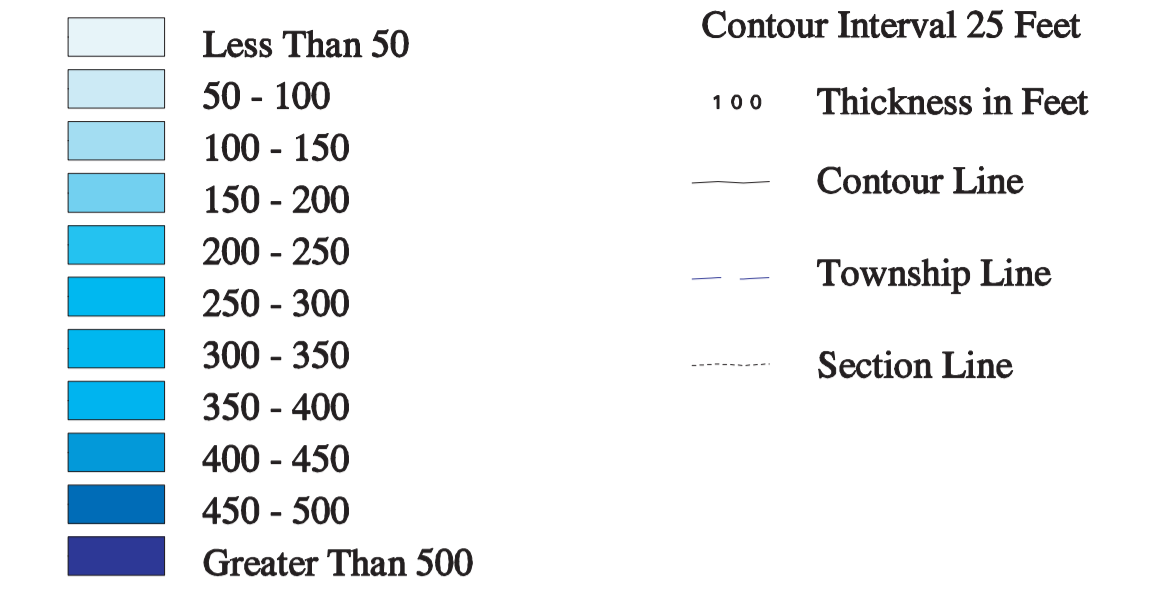 Less Than 50
50 - 100
100 - 150
150 - 200
200 - 250
250 - 300
300 - 350
350 - 400
400 - 450
450 - 500
Greater Than 500
Contour Interval 25 Feet
100 Thickness in Feet
Contour Line
Township Line
Section Line